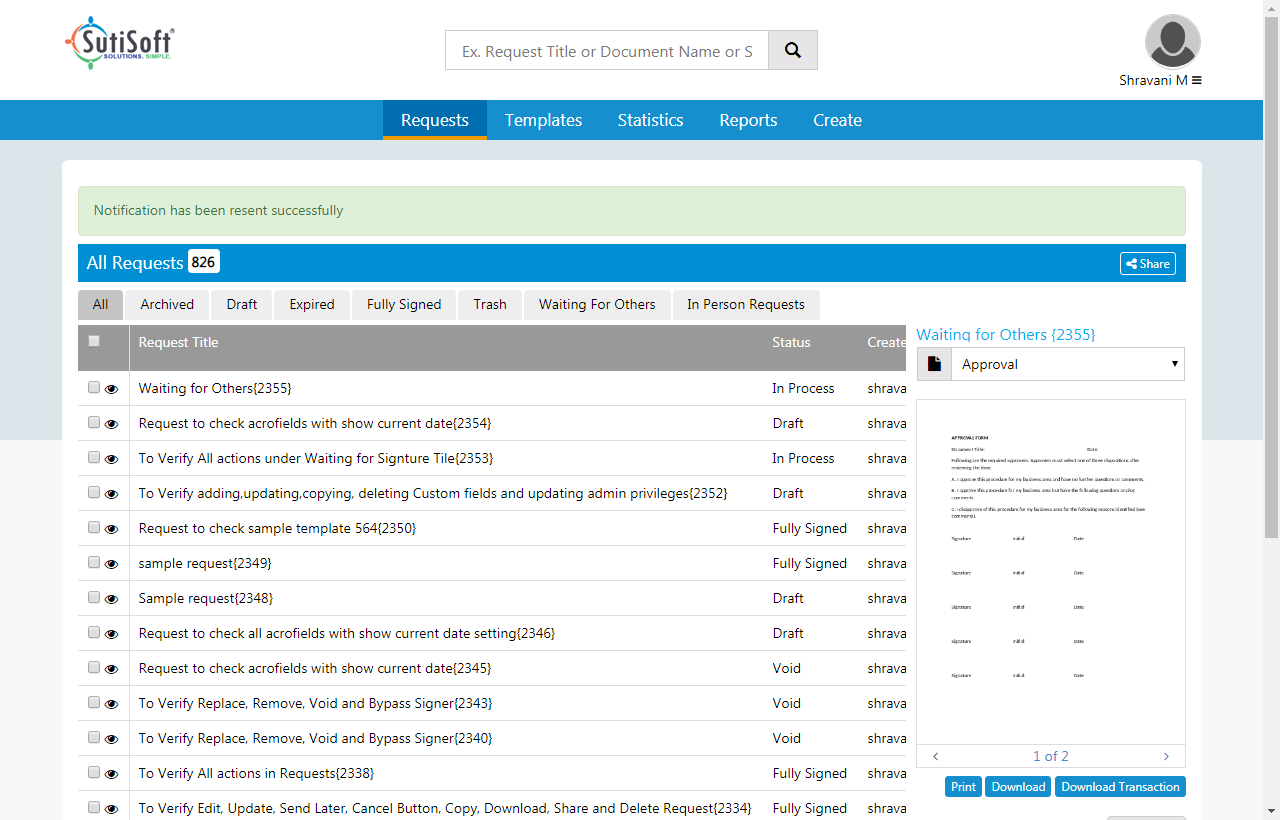 SutiSoft®
SOLUTIONS. SIMPLE.
Ex. Request Title or Document Name or S
Shravani M
Requests Templates Statistics Reports Create
Notification has been resent successfully
All Requests 826
Share
All Archived Draft Expired Fully Signed Trash Waiting For Others In Person Requests
Request Title Status Create
Waiting for Others{2355} In Process shrava
Request to check acrofields with show current date{2354} Draft shrava
To Verify All actions under Waiting for Signture Tile{2353} In Process shrava
To Verify adding,updating,copying, deleting Custom fields and updating admin privileges{2352} Draft shrava
Request to check sample template 564{2350} Fully Signed shrava
sample request{2349} Fully Signed shrava
Sample request{2348} Draft shrava
Request to check all acrofields with show current date setting{2346} Draft shrava
Request to check acrofields with show current date{2345} Void shrava
To Verify Replace, Remove, Void and Bypass Signer{2343} Void shrava
To Verify Replace, Remove, Void and Bypass Signer{2340} Void shrava
To Verify All actions in Requests{2338} Fully Signed shrava
To Verify Edit, Update, Send Later, Cancel Button, Copy, Download, Share and Delete Request{2334} Fully Signed shrava
Waiting for Others {2355}
Approval
APPROVAL FORM
Document Title: Date:
Following are the required approvers. Approvers must select one of three dispositions after
reviewing the item:
A. I approve this procedure for my business area and have no further questions or comments.
B. I approve this procedure for my business area but have the following questions and/or
comments.
C. I disapprove of this procedure for my business area for the following reasons identified (see
comments).
Signature Initial Date
Signature Initial Date
Signature Initial Date
Signature Initial Date
Signature Initial Date
1 of 2
Print Download Download Transaction